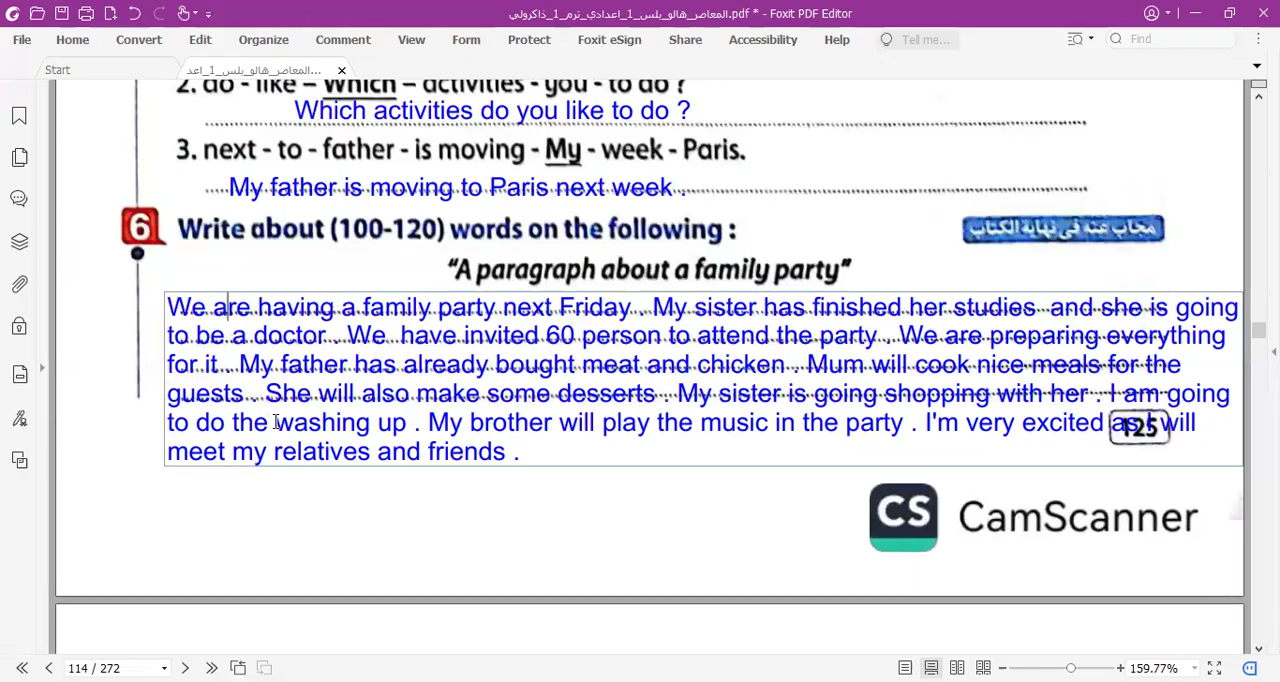 المعاصر_هالو_بلس_1_اعدادي_ترم_1_ذاكرولي.pdf * - Foxit PDF Editor
File Home Convert Edit Organize Comment View Form Protect Foxit eSign Share Accessibility Help Tell me... Find
Start المعاصر_هالو_بلس_1_اعد...
2. do - like – Which – activities - you - to do ?
Which activities do you like to do ?
3. next - to - father - is moving - My - week - Paris.
My father is moving to Paris next week .
6 Write about (100-120) words on the following :
مجاب عنه فى نهاية الكتاب
“A paragraph about a family party”
We are having a family party next Friday . My sister has finished her studies and she is going
to be a doctor . We have invited 60 person to attend the party . We are preparing everything
for it . My father has already bought meat and chicken . Mum will cook nice meals for the
guests . She will also make some desserts . My sister is going shopping with her . I am going
to do the washing up . My brother will play the music in the party . I'm very excited as I will
meet my relatives and friends .
125
CS CamScanner
114 / 272
159.77%